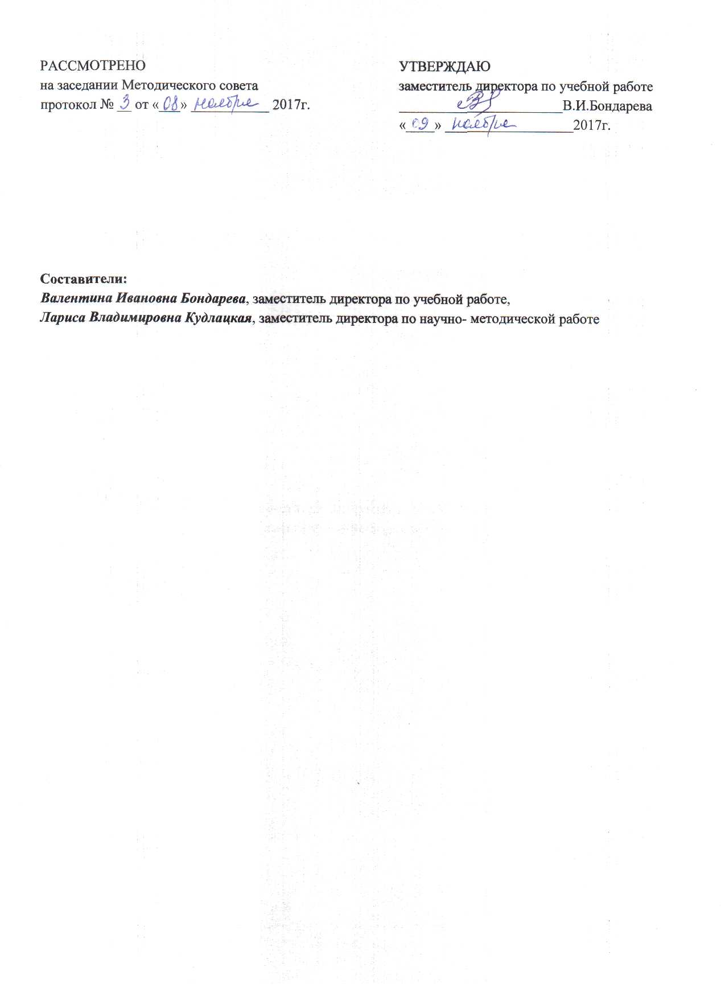 РАССМОТРЕНО
на заседании Методического совета
протокол № 3 от «08» ноября 2017г.
УТВЕРЖДАЮ
заместитель директора по учебной работе
В.И.Бондарева
«09» ноября 2017г.
Составители:
Валентина Ивановна Бондарева, заместитель директора по учебной работе,
Лариса Владимировна Кудлацкая, заместитель директора по научно- методической работе